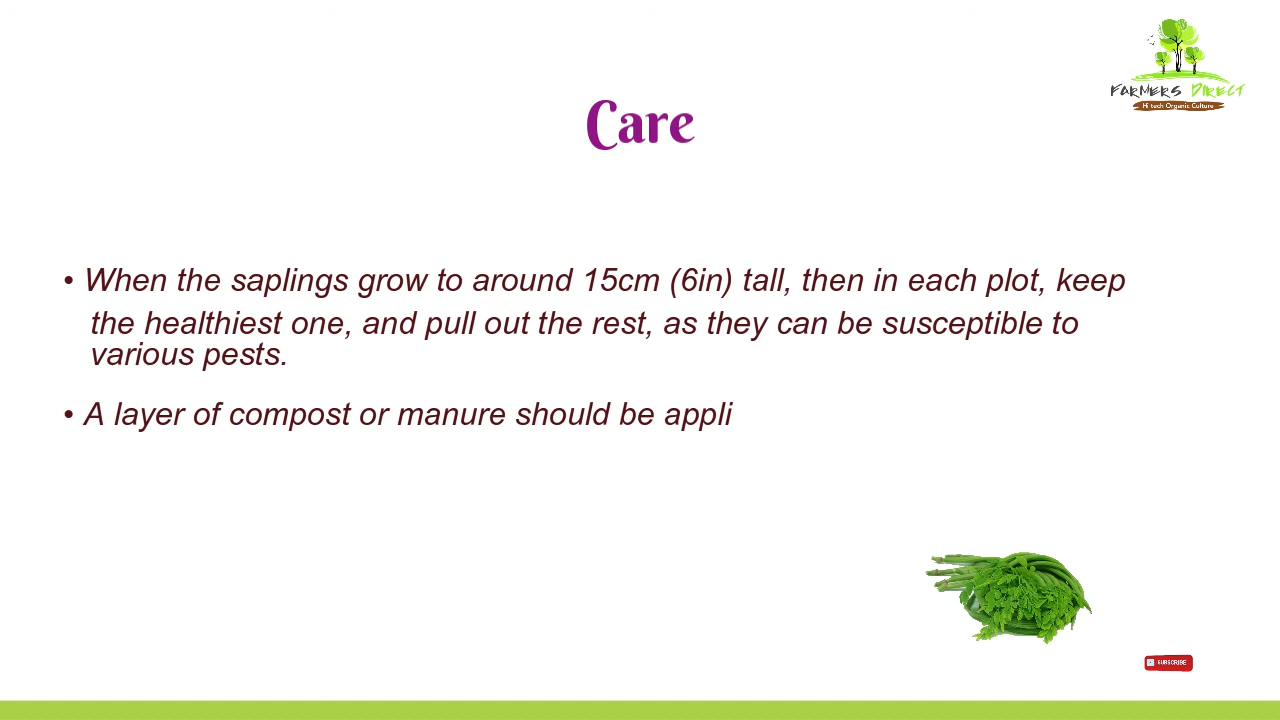 FARMERS DIRECT
Hi tech Organic Culture
Care
• When the saplings grow to around 15cm (6in) tall, then in each plot, keep
the healthiest one, and pull out the rest, as they can be susceptible to
various pests.
• A layer of compost or manure should be appli
SUBSCRIBE